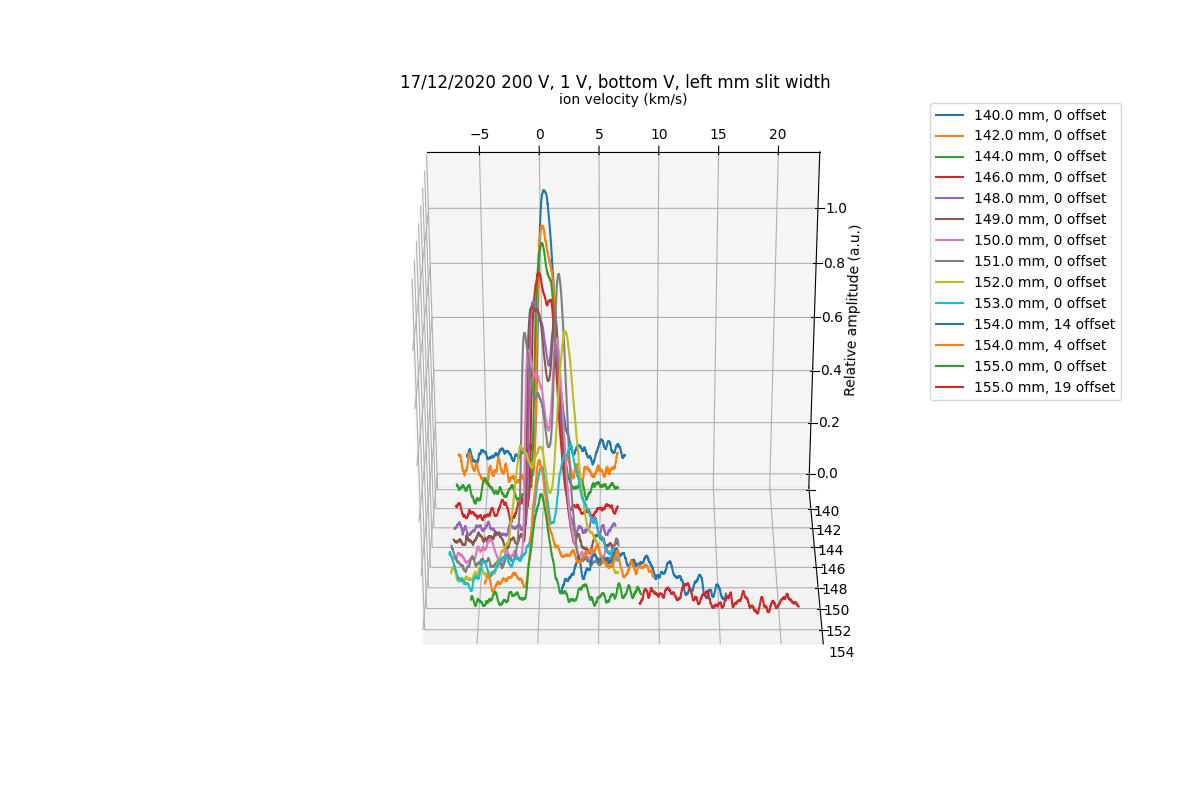 17/12/2020 200 V, 1 V, bottom V, left mm slit width
ion velocity (km/s)
−5 0 5 10 15 20
1.0
0.8
0.6
0.4
0.2
0.0
Relative amplitude (a.u.)
140
142
144
146
148
150
152
154
140.0 mm, 0 offset
142.0 mm, 0 offset
144.0 mm, 0 offset
146.0 mm, 0 offset
148.0 mm, 0 offset
149.0 mm, 0 offset
150.0 mm, 0 offset
151.0 mm, 0 offset
152.0 mm, 0 offset
153.0 mm, 0 offset
154.0 mm, 14 offset
154.0 mm, 4 offset
155.0 mm, 0 offset
155.0 mm, 19 offset